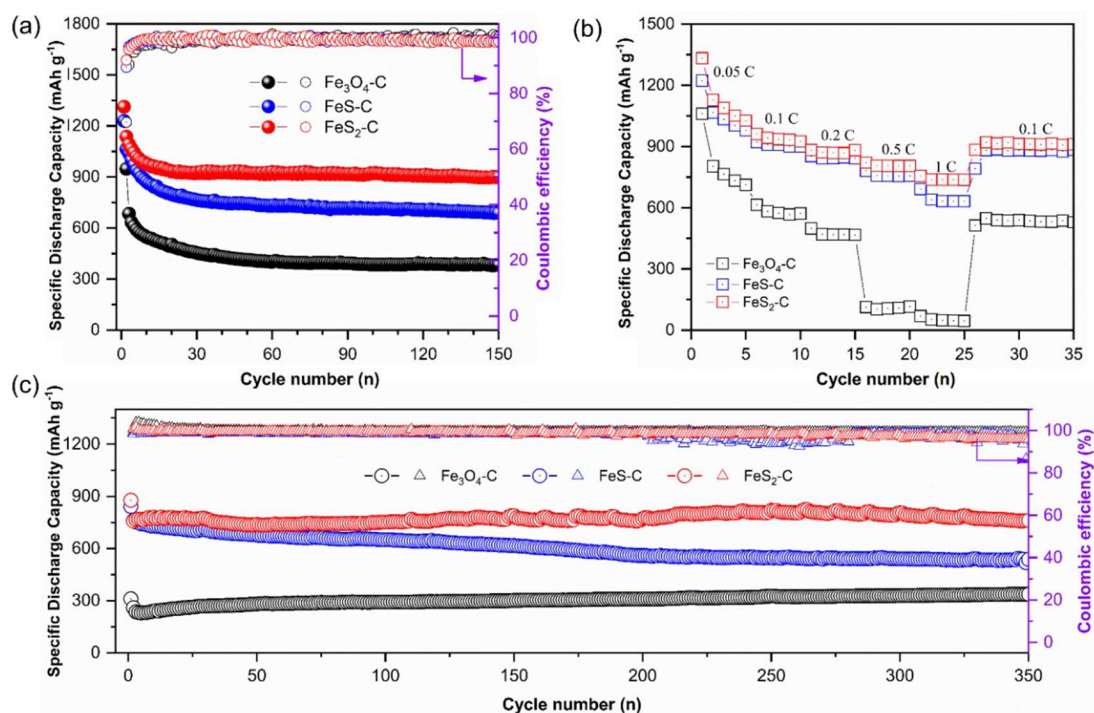 (a)
Specific Discharge Capacity (mAh g⁻¹)
1800
1500
1200
900
600
300
0
Fe₃O₄-C
FeS-C
FeS₂-C
100
80
60
40
20
0
Coulombic efficiency (%)
0 30 60 90 120 150
Cycle number (n)
(b)
Specific Discharge Capacity (mAh g⁻¹)
1500
1200
900
600
300
0
0.05 C
0.1 C
0.2 C
0.5 C
1 C
0.1 C
Fe₃O₄-C
FeS-C
FeS₂-C
0 5 10 15 20 25 30 35
Cycle number (n)
(c)
Specific Discharge Capacity (mAh g⁻¹)
1200
900
600
300
0
Fe₃O₄-C FeS-C FeS₂-C
100
80
60
40
20
0
Coulombic efficiency (%)
0 50 100 150 200 250 300 350
Cycle number (n)